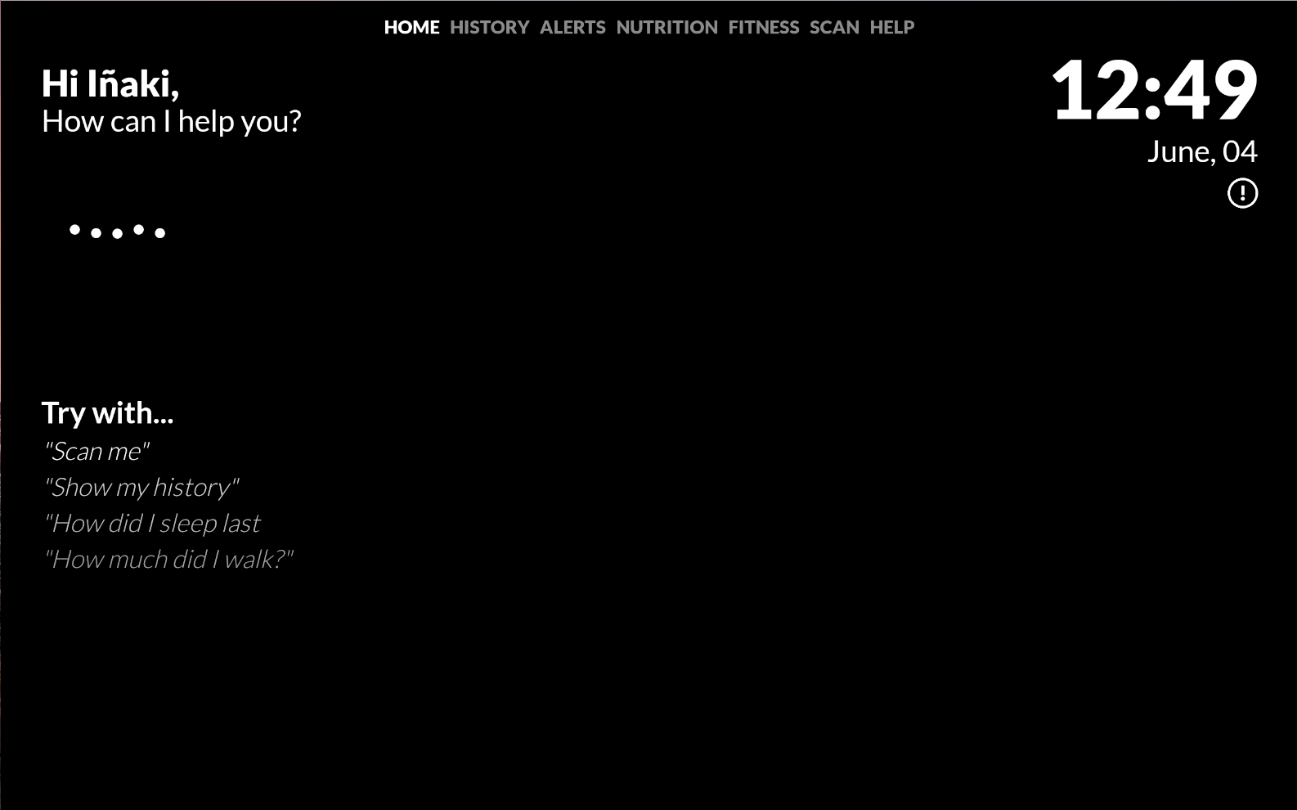 HOME HISTORY ALERTS NUTRITION FITNESS SCAN HELP
Hi Iñaki,
How can I help you?
12:49
June, 04
Try with...
"Scan me"
"Show my history"
"How did I sleep last
"How much did I walk?"